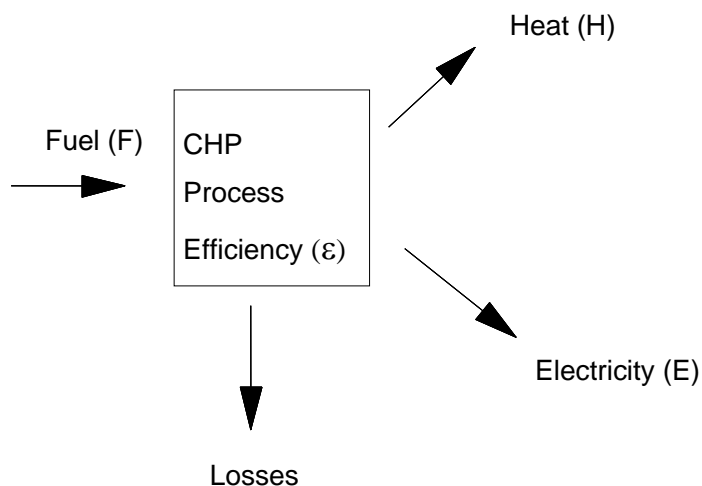 Heat (H)
Fuel (F)
CHP
Process
Efficiency (ε)
Electricity (E)
Losses